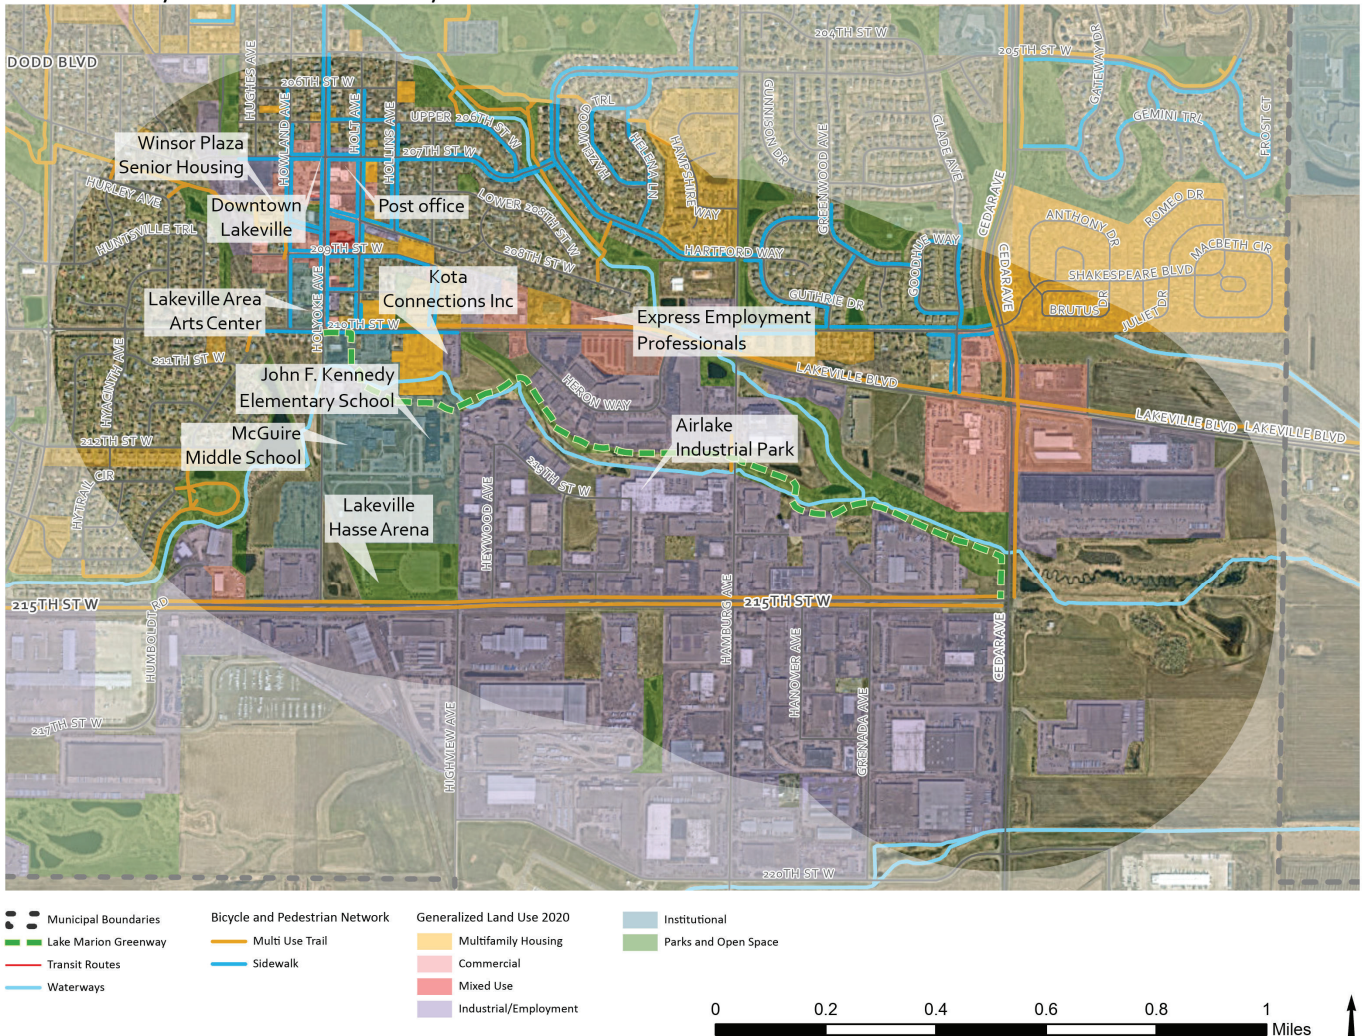 DODD BLVD
HUGHES AVE
206TH ST W
HOWLAND AVE
HOLT AVE
HOLLINS AVE
UPPER 206TH ST W
207TH ST W
HAZELWOOD TRL
HELENA LN
HAMPSHIRE WAY
GUNNISON DR
204TH ST W
GREENWOOD AVE
GLADE AVE
205TH ST W
GATEWAY DR
GEMINI TRL
FROST CT
Winsor Plaza
Senior Housing
HURLEY AVE
Downtown
Lakeville
Post office
LOWER 208TH ST W
208TH ST W
HUNTSVILLE TRL
209TH ST W
HARTFORD WAY
GOODHUE WAY
CEDARAVE
CEDARAVE
ANTHONY DR
ROMEO DR
MACBETH CIR
SHAKESPEARE BLVD
BRUTUS DR
JULIET DR
GUTHRIE DR
Kota
Connections Inc
Lakeville Area
Arts Center
HOLYOKE AVE
210TH ST W
Express Employment
Professionals
211TH ST W
HYACINTH AVE
John F. Kennedy
Elementary School
HERON WAY
LAKEVILLE BLVD
LAKEVILLE BLVD
LAKEVILLE BLVD
212TH ST W
McGuire
Middle School
Airlake
Industrial Park
213TH ST W
HYTRAIL CIR
Lakeville
Hasse Arena
HEYWOOD AVE
215TH ST W
215TH ST W
HUMBOLDT RD
HAMBURG AVE
HANOVER AVE
CEDAR AVE
217TH ST W
HIGHVIEW AVE
GRENADA AVE
220TH ST W
Municipal Boundaries
Lake Marion Greenway
Transit Routes
Waterways
Bicycle and Pedestrian Network
Multi Use Trail
Sidewalk
Generalized Land Use 2020
Multifamily Housing
Commercial
Mixed Use
Industrial/Employment
Institutional
Parks and Open Space
0 0.2 0.4 0.6 0.8 1
Miles